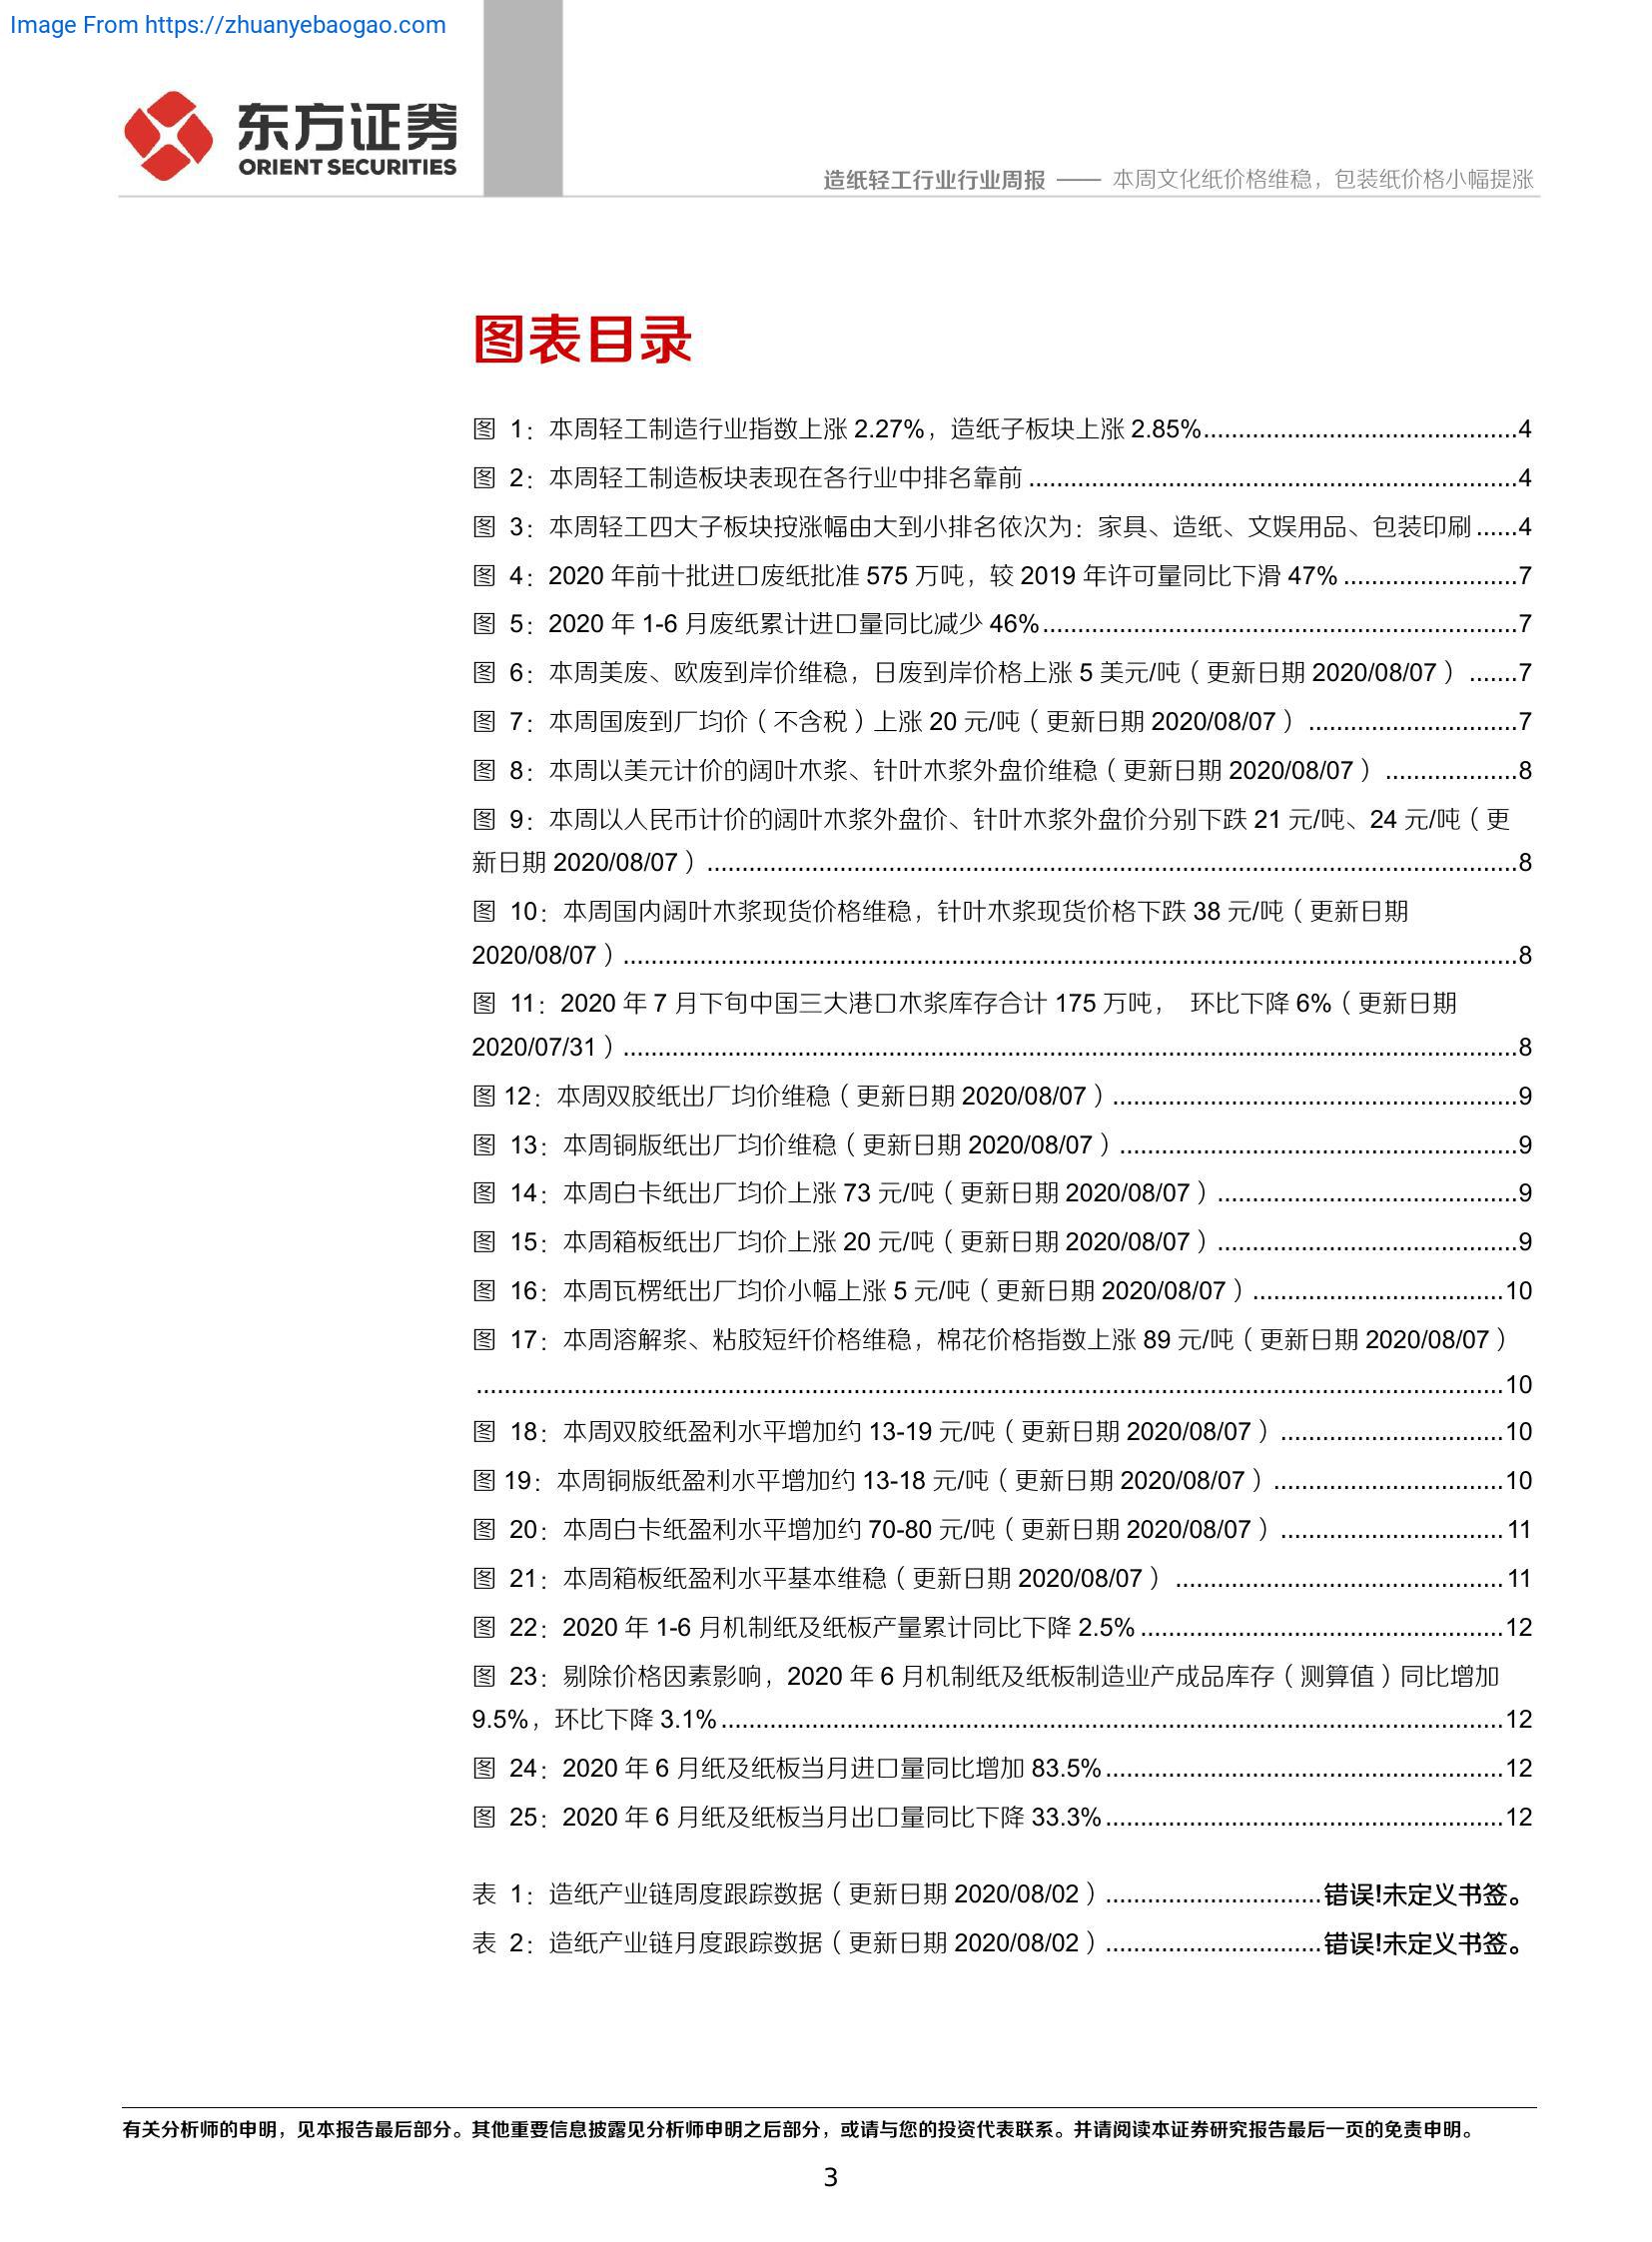 Image From https://zhuanyebaogao.com
东方证券
ORIENT SECURITIES
造纸轻工行业行业周报 —— 本周文化纸价格维稳，包装纸价格小幅提涨
图表目录
图 1：本周轻工制造行业指数上涨 2.27%，造纸子板块上涨 2.85%.............................................4
图 2：本周轻工制造板块表现在各行业中排名靠前 ......................................................................4
图 3：本周轻工四大子板块按涨幅由大到小排名依次为：家具、造纸、文娱用品、包装印刷 ......4
图 4：2020 年前十批进口废纸批准 575 万吨，较 2019 年许可量同比下滑 47% .........................7
图 5：2020 年 1-6 月废纸累计进口量同比减少 46%....................................................................7
图 6：本周美废、欧废到岸价维稳，日废到岸价格上涨 5 美元/吨（更新日期 2020/08/07） .......7
图 7：本周国废到厂均价（不含税）上涨 20 元/吨（更新日期 2020/08/07） ..............................7
图 8：本周以美元计价的阔叶木浆、针叶木浆外盘价维稳（更新日期 2020/08/07） ...................8
图 9：本周以人民币计价的阔叶木浆外盘价、针叶木浆外盘价分别下跌 21 元/吨、24 元/吨（更
新日期 2020/08/07）....................................................................................................................8
图 10：本周国内阔叶木浆现货价格维稳，针叶木浆现货价格下跌 38 元/吨（更新日期
2020/08/07）................................................................................................................................8
图 11：2020 年 7 月下旬中国三大港口木浆库存合计 175 万吨， 环比下降 6%（更新日期
2020/07/31）................................................................................................................................8
图 12：本周双胶纸出厂均价维稳（更新日期 2020/08/07）..........................................................9
图 13：本周铜版纸出厂均价维稳（更新日期 2020/08/07）.........................................................9
图 14：本周白卡纸出厂均价上涨 73 元/吨（更新日期 2020/08/07）...........................................9
图 15：本周箱板纸出厂均价上涨 20 元/吨（更新日期 2020/08/07）...........................................9
图 16：本周瓦楞纸出厂均价小幅上涨 5 元/吨（更新日期 2020/08/07）....................................10
图 17：本周溶解浆、粘胶短纤价格维稳，棉花价格指数上涨 89 元/吨（更新日期 2020/08/07）
...................................................................................................................................................10
图 18：本周双胶纸盈利水平增加约 13-19 元/吨（更新日期 2020/08/07）................................10
图 19：本周铜版纸盈利水平增加约 13-18 元/吨（更新日期 2020/08/07）.................................10
图 20：本周白卡纸盈利水平增加约 70-80 元/吨（更新日期 2020/08/07）................................11
图 21：本周箱板纸盈利水平基本维稳（更新日期 2020/08/07） ...............................................11
图 22：2020 年 1-6 月机制纸及纸板产量累计同比下降 2.5%....................................................12
图 23：剔除价格因素影响，2020 年 6 月机制纸及纸板制造业产成品库存（测算值）同比增加
9.5%，环比下降 3.1%................................................................................................................12
图 24：2020 年 6 月纸及纸板当月进口量同比增加 83.5%.........................................................12
图 25：2020 年 6 月纸及纸板当月出口量同比下降 33.3%.........................................................12
表 1：造纸产业链周度跟踪数据（更新日期 2020/08/02）...............................错误!未定义书签。
表 2：造纸产业链月度跟踪数据（更新日期 2020/08/02）...............................错误!未定义书签。
有关分析师的申明，见本报告最后部分。其他重要信息披露见分析师申明之后部分，或请与您的投资代表联系。并请阅读本证券研究报告最后一页的免责申明。
3